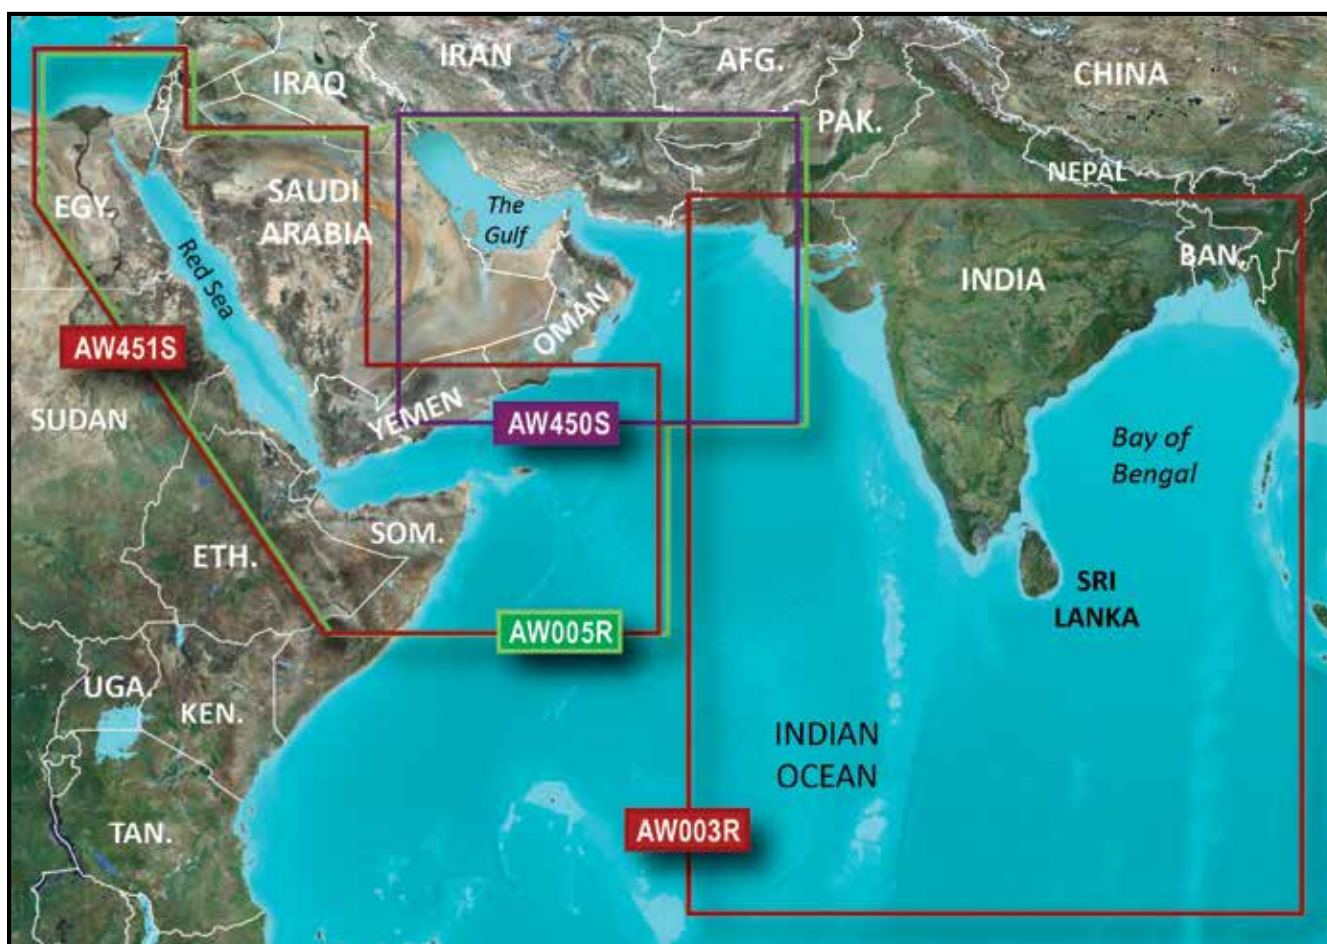 IRAN
AFG.
CHINA
IRAQ
PAK.
NEPAL
SAUDI
ARABIA
The
Gulf
EGY.
BAN.
INDIA
Red Sea
OMAN
AW451S
SUDAN
YEMEN
AW450S
Bay of
Bengal
SOM.
ETH.
SRI
LANKA
AW005R
UGA.
KEN.
INDIAN
OCEAN
TAN.
AW003R